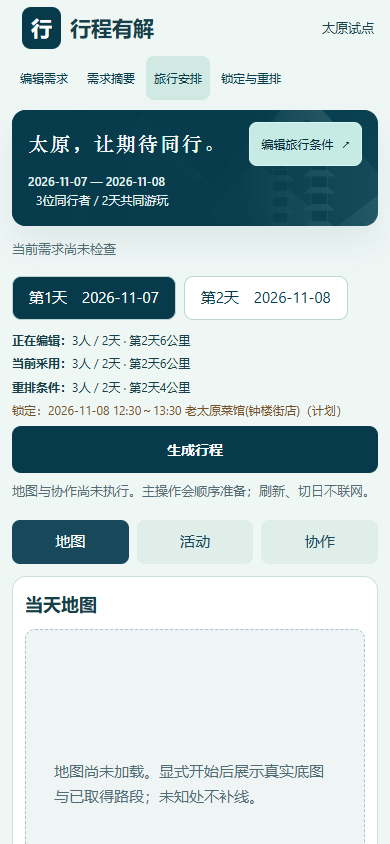 行 行程有解 太原试点
编辑需求 需求摘要 旅行安排 锁定与重排
太原，让期待同行。 编辑旅行条件 ↗
2026-11-07 — 2026-11-08
3位同行者 / 2天共同游玩
当前需求尚未检查
第1天 2026-11-07 第2天 2026-11-08
正在编辑：3人 / 2天 · 第2天6公里
当前采用：3人 / 2天 · 第2天6公里
重排条件：3人 / 2天 · 第2天4公里
锁定：2026-11-08 12:30～13:30 老太原菜馆(钟楼街店)（计划）
生成行程
地图与协作尚未执行。主操作会顺序准备；刷新、切日不联网。
地图 活动 协作
当天地图
地图尚未加载。显式开始后展示真实底图
与已取得路段；未知处不补线。